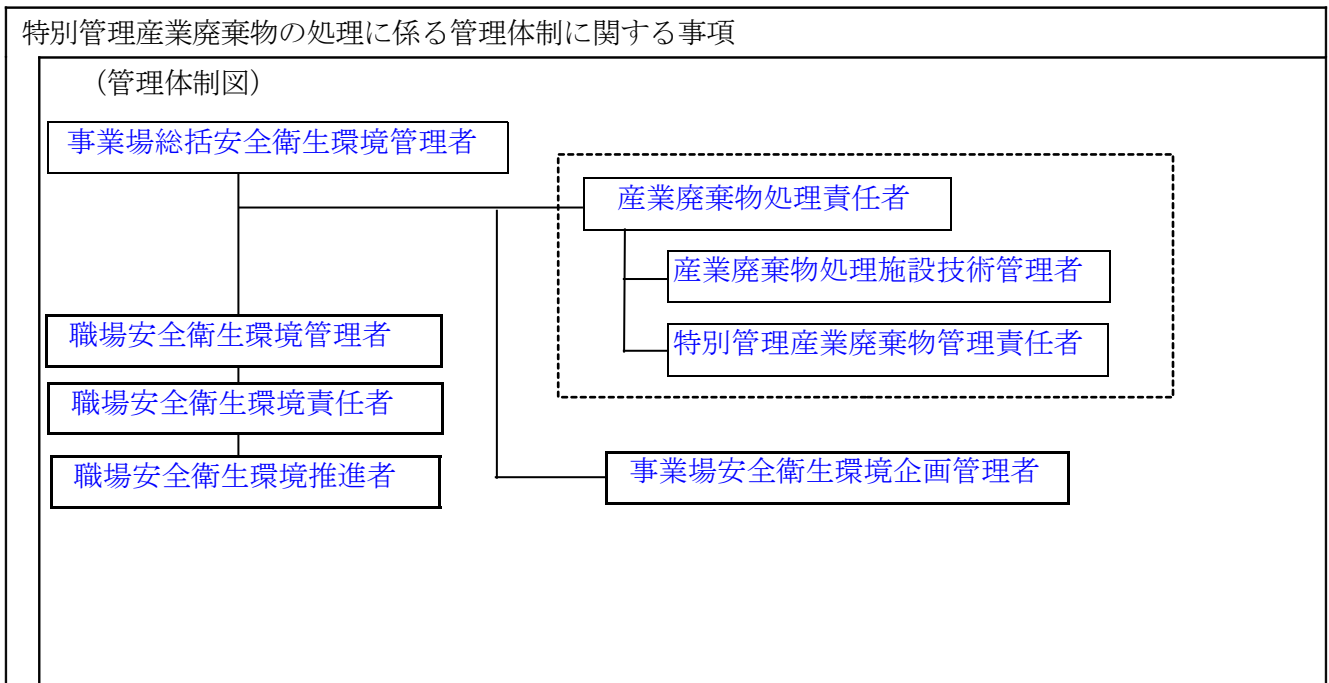 特別管理産業廃棄物の処理に係る管理体制に関する事項
（管理体制図）
事業場総括安全衛生環境管理者
産業廃棄物処理責任者
産業廃棄物処理施設技術管理者
特別管理産業廃棄物管理責任者
職場安全衛生環境管理者
職場安全衛生環境責任者
職場安全衛生環境推進者
事業場安全衛生環境企画管理者